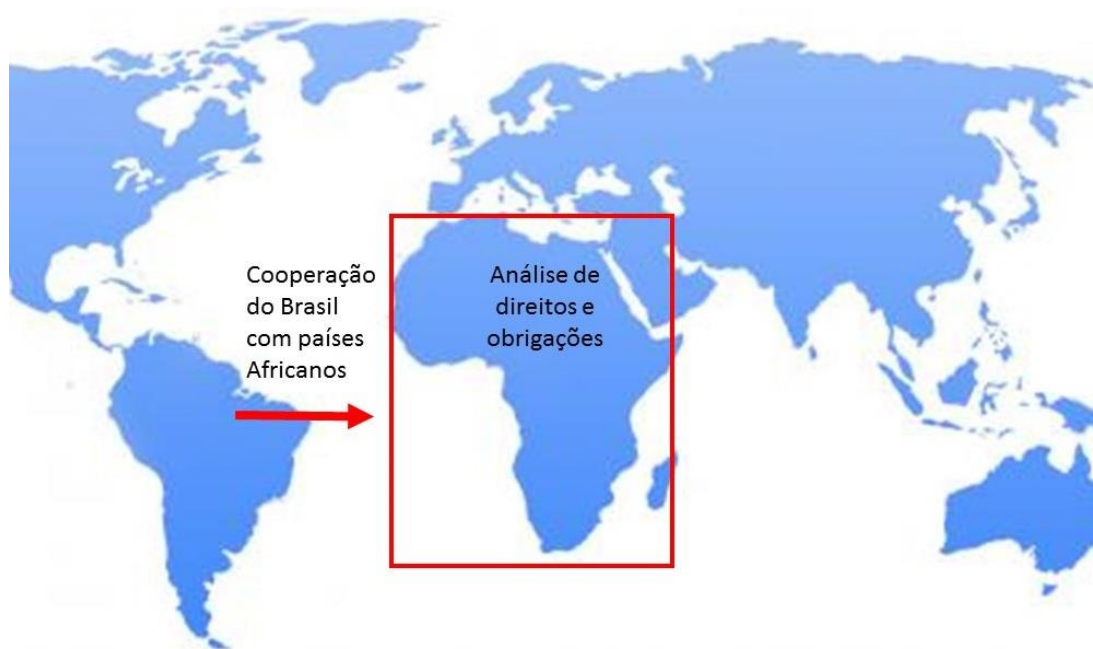 Cooperação
do Brasil
com países
Africanos
Análise de
direitos e
obrigações